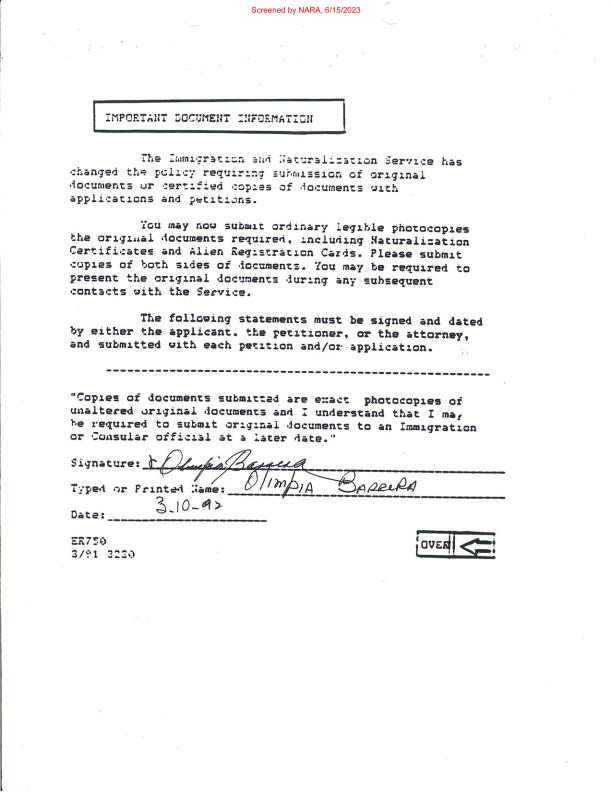 Screened by NARA, 6/15/2023
IMPORTANT DOCUMENT INFORMATION
The Immigration and Naturalization Service has
changed the policy requiring submission of original
documents or certified copies of documents with
applications and petitions.
You may now submit ordinary legible photocopies
the original documents required, including Naturalization
Certificates and Alien Registration Cards. Please submit
copies of both sides of documents. You may be required to
present the original documents during any subsequent
contacts with the Service.
The following statements must be signed and dated
by either the applicant. the petitioner, or the attorney,
and submitted with each petition and/or application.
"Copies of documents submitted are exact photocopies of
unaltered original documents and I understand that I may
be required to submit original documents to an Immigration
or Consular official at a later date."
Signature: Olimpia Barrera
Typed or Printed Name: Olimpia Barrera
3-10-92
Date:
ER750
3/91 3230
OVER